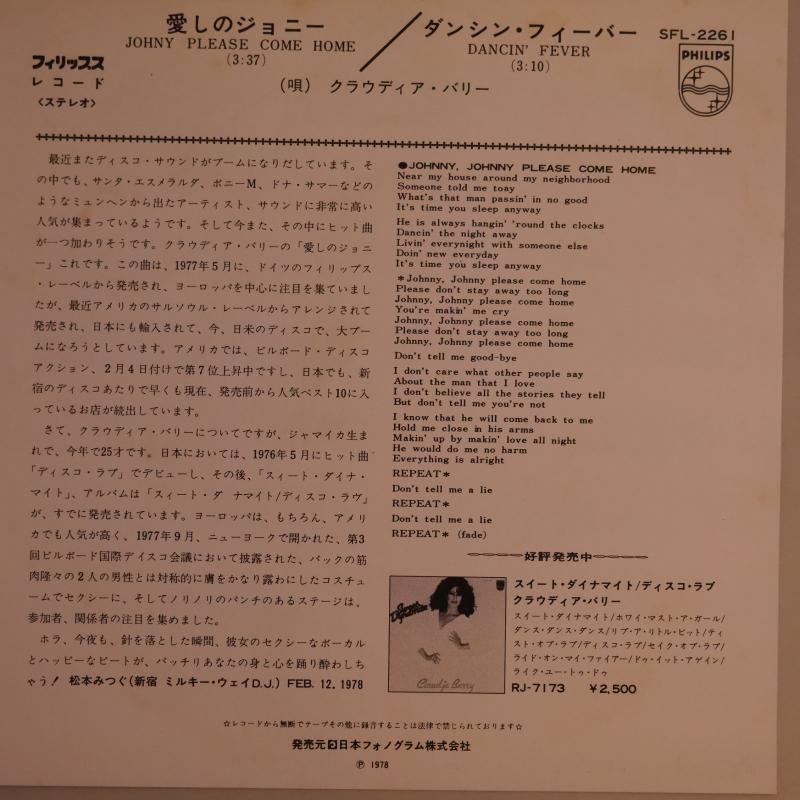 愛しのジョニー
JOHNY PLEASE COME HOME
(3:37)
ダンシン・フィーバー
DANCIN' FEVER
(3:10)
SFL-2261
PHILIPS
フィリップス
レコード
〈ステレオ〉
(唄) クラウディア・バリー
最近またディスコ・サウンドがブームになりだしています。そ
の中でも、サンタ・エスメラルダ、ボニーM、ドナ・サマーなどの
ようなミュンヘンから出たアーティスト、サウンドに非常に高い
人気が集まっているようです。そして今また、その中にヒット曲
が一つ加わりそうです。クラウディア・バリーの「愛しのジョニ
ー」これです。この曲は、1977年5月に、ドイツのフィリップス
・レーベルから発売され、ヨーロッパを中心に注目を集ていまし
たが、最近アメリカのサルソウル・レーベルからアレンジされて
発売され、日本にも輸入されて、今、日米のディスコで、大ブー
ムになろうとしています。アメリカでは、ビルボード・ディスコ
アクション、2月4日付けで第7位上昇中ですし、日本でも、新
宿のディスコあたりで早くも現在、発売前から人気ベスト10に入
っているお店が続出しています。
さて、クラウディア・バリーについてですが、ジャマイカ生ま
れで、今年で25才です。日本においては、1976年5月にヒット曲
「ディスコ・ラブ」でデビューし、その後、「スィート・ダイナ・
マイト」、アルバムは「スィート・ダ ナマイト/ディスコ・ラヴ」
が、すでに発売されています。ヨーロッパは、もちろん、アメリ
カでも人気が高く、1977年9月、ニューヨークで開かれた、第3
回ビルボード国際デイスコ会議において披露された、バックの筋
肉隆々の2人の男性とは対称的に膚をかなり露わにしたコスチュ
ームでセクシーに、そしてノリノリのパンチのあるステージは、
参加者、関係者の注目を集めました。
ホラ、今夜も、針を落とした瞬間、彼女のセクシーなボーカル
とハッピーなビートが、バッチリあなたの身と心を踊り酔わしち
ゃう! 松本みつぐ(新宿 ミルキー・ウェイD.J.) FEB. 12. 1978
●JOHNNY, JOHNNY PLEASE COME HOME
Near my house around my neighborhood
Someone told me toay
What's that man passin' in no good
It's time you sleep anyway
He is always hangin' 'round the clocks
Dancin' the night away
Livin' everynight with someone else
Doin' new everyday
It's time you sleep anyway
*Johnny, Johnny please come home
Please don't stay away too long
Johnny, Johnny please come home
You're makin' me cry
Johnny, Johnny please come home
Please don't stay away too long
Johnny, Johnny please come home
Don't tell me good-bye
I don't care what other people say
About the man that I love
I don't believe all the stories they tell
But don't tell me you're not
I know that he will come back to me
Hold me close in his arms
Makin' up by makin' love all night
He would do me no harm
Everything is alright
REPEAT*
Don't tell me a lie
REPEAT*
Don't tell me a lie
REPEAT* (fade)
好評発売中
Sweet Dynamite
Claudja Barry
スイート・ダイナマイト/ディスコ・ラブ
クラウディア・バリー
スイート・ダイナマイト/ホワイ・マスト・ア・ガール/
ダンス・ダンス・ダンス/リブ・ア・リトル・ビット/ティ
スト・オブ・ラブ/ディスコ・ラブ/セイク・オブ・ラブ/
ライド・オン・マイ・ファイアー/ドゥ・イット・アゲイン/
ライク・ユー・トゥ・ドゥ
RJ-7173 ¥2,500
☆レコードから無断でテープその他に録音することは法律で禁じられております☆
発売元 日本フォノグラム株式会社
Ⓟ 1978